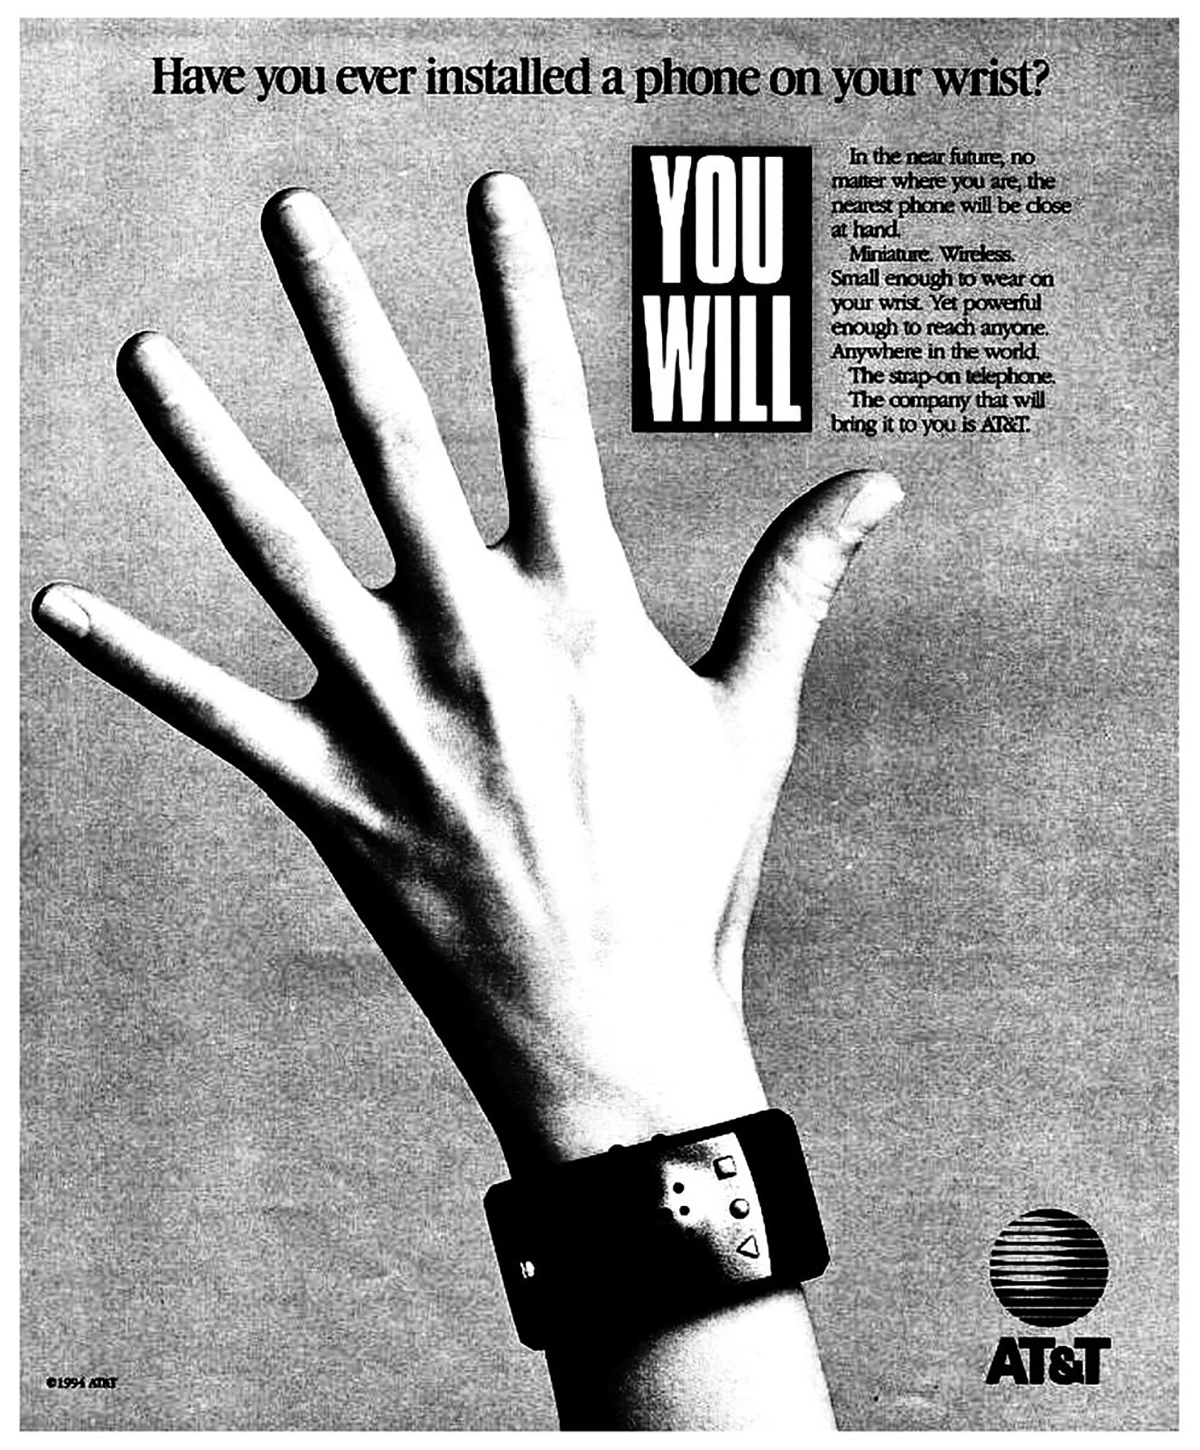 Have you ever installed a phone on your wrist?
YOU
WILL
In the near future, no
matter where you are, the
nearest phone will be close
at hand.
Miniature. Wireless.
Small enough to wear on
your wrist. Yet powerful
enough to reach anyone.
Anywhere in the world.
The strap-on telephone.
The company that will
bring it to you is AT&T.
AT&T
©1994 AT&T